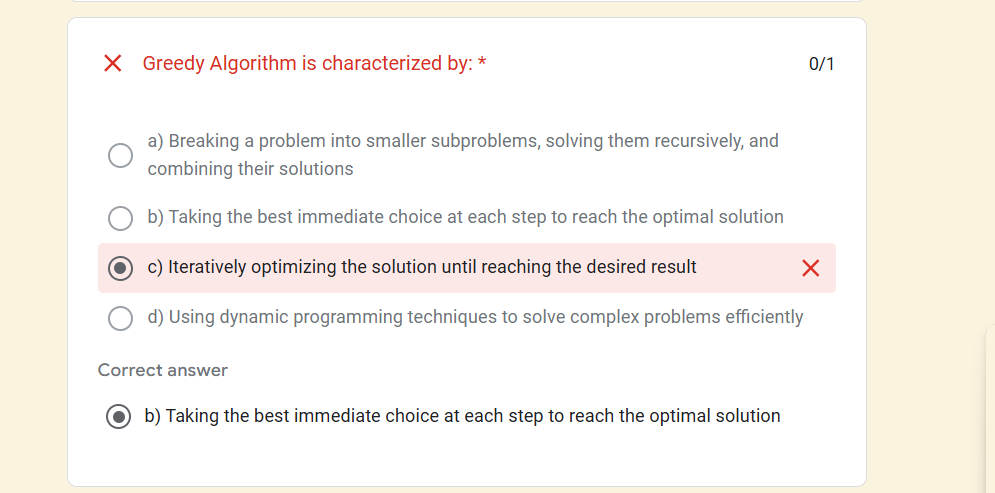 Greedy Algorithm is characterized by: *
0/1
a) Breaking a problem into smaller subproblems, solving them recursively, and
combining their solutions
b) Taking the best immediate choice at each step to reach the optimal solution
c) Iteratively optimizing the solution until reaching the desired result
d) Using dynamic programming techniques to solve complex problems efficiently
Correct answer
b) Taking the best immediate choice at each step to reach the optimal solution